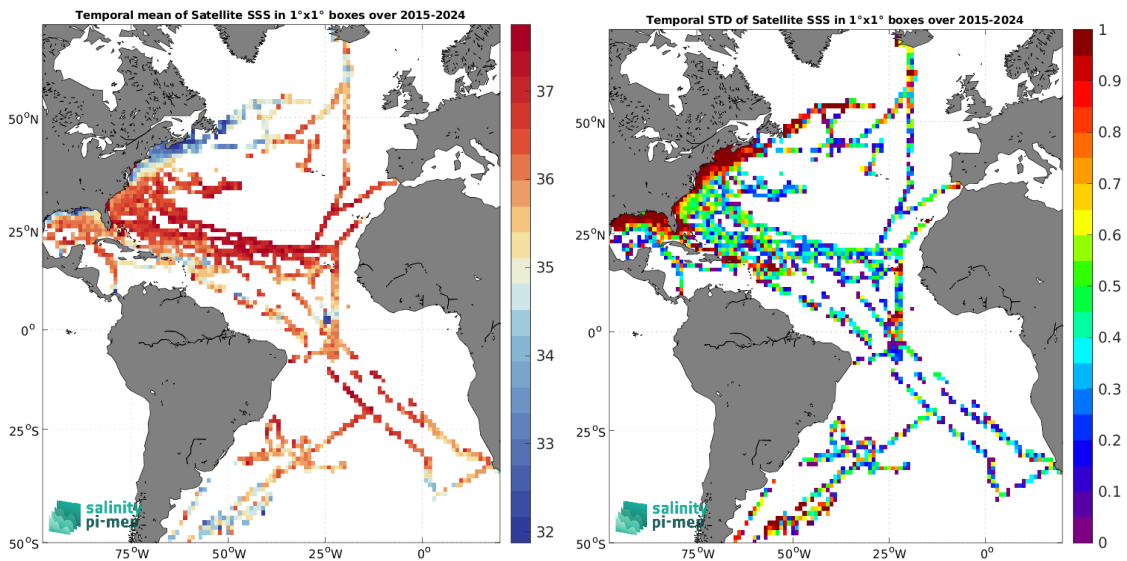 Temporal mean of Satellite SSS in 1°x1° boxes over 2015-2024
50°N
25°N
0°
25°S
50°S
75°W
50°W
25°W
0°
37
36
35
34
33
32
salinity
pi-mep
Temporal STD of Satellite SSS in 1°x1° boxes over 2015-2024
50°N
25°N
0°
25°S
50°S
75°W
50°W
25°W
0°
1
0.9
0.8
0.7
0.6
0.5
0.4
0.3
0.2
0.1
0
salinity
pi-mep